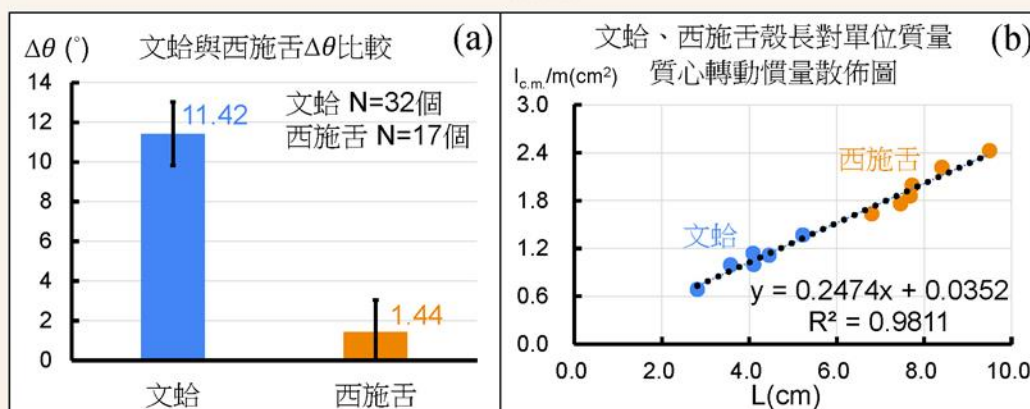 (a)
Δθ (°)
文蛤與西施舌Δθ比較
文蛤 N=32個
西施舌 N=17個
14
12
10
8
6
4
2
0
11.42
1.44
文蛤
西施舌
(b)
文蛤、西施舌殼長對單位質量
質心轉動慣量散佈圖
I c.m./m(cm²)
3.0
2.4
1.8
1.2
0.6
0.0
西施舌
文蛤
y = 0.2474x + 0.0352
R² = 0.9811
0.0 2.0 4.0 6.0 8.0 10.0
L(cm)